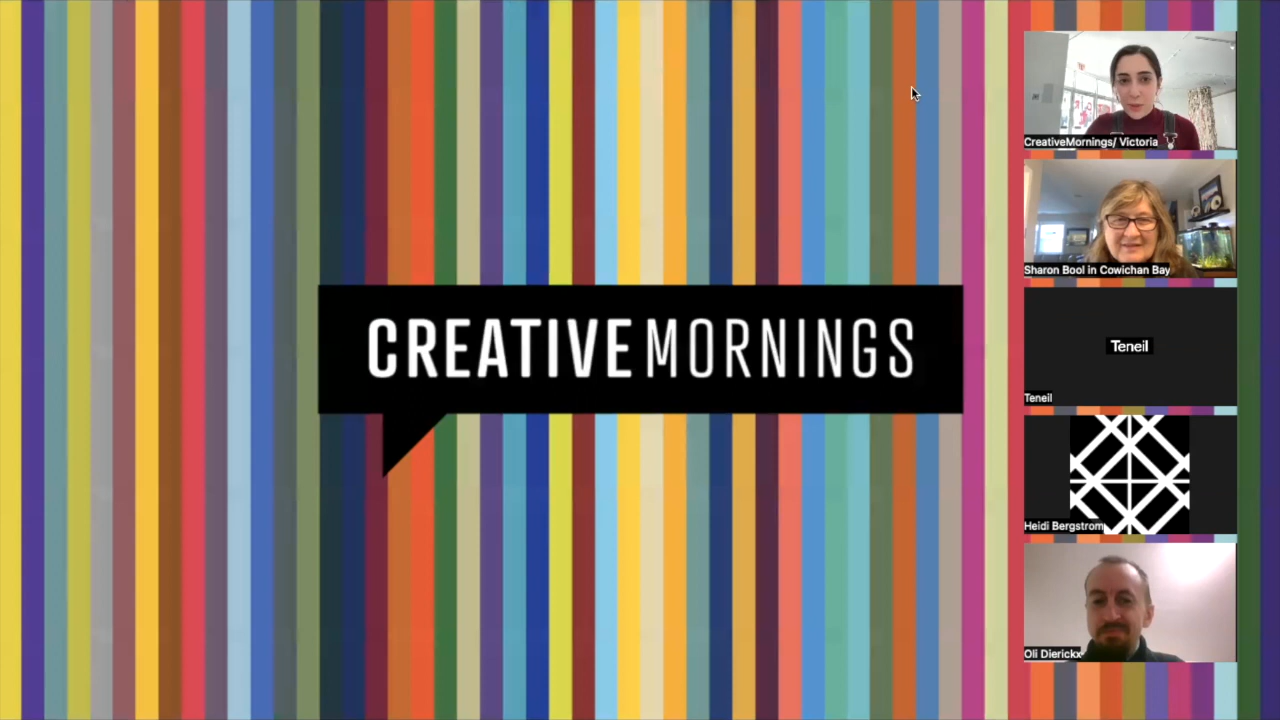 CREATIVEMORNINGS
CreativeMornings/ Victoria
Sharon Bool in Cowichan Bay
Teneil
Teneil
Heidi Bergstrom
Oli Dierickx